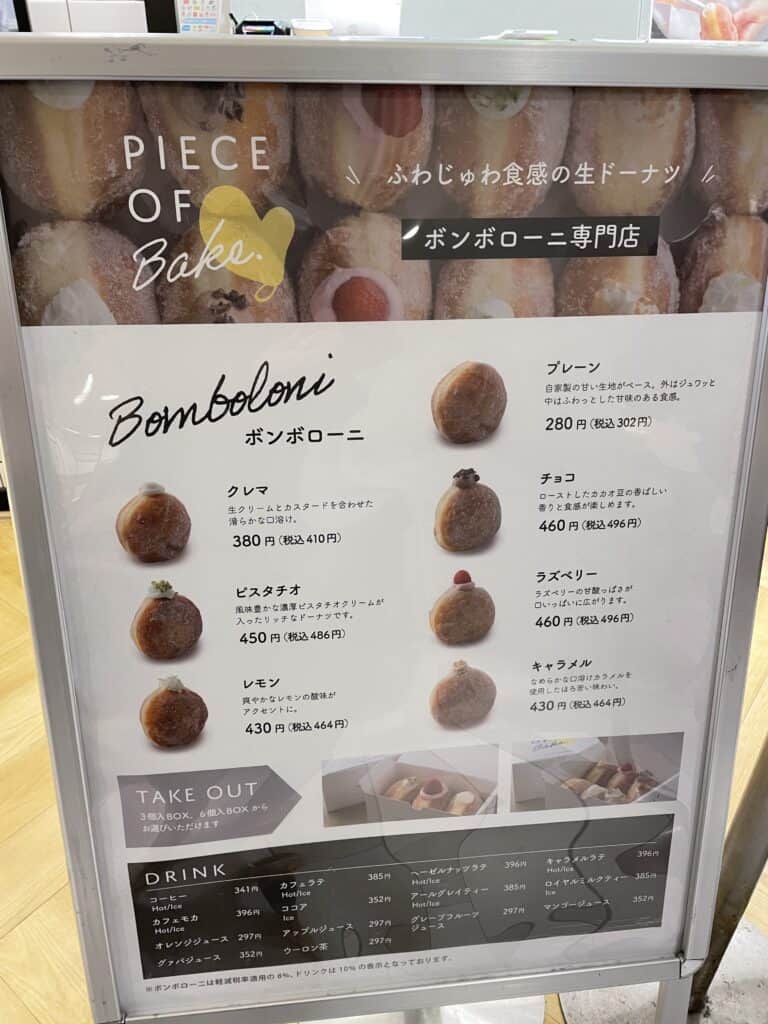 PIECE
OF
Bake.
ふわじゅわ食感の生ドーナツ
ボンボローニ専門店
Bomboloni
ボンボローニ
プレーン
自家製の甘い生地がベース。外はジュワッと
中はふわっとした甘味のある食感。
280円(税込302円)
クレマ
生クリームとカスタードを合わせた
滑らかな口溶け。
380円(税込410円)
チョコ
ローストしたカカオ豆の香ばしい
香りと食感が楽しめます。
460円(税込496円)
ピスタチオ
風味豊かな濃厚ピスタチオクリームが
入ったリッチなドーナツです。
450円(税込486円)
ラズベリー
ラズベリーの甘酸っぱさが
口いっぱいに広がります。
460円(税込496円)
レモン
爽やかなレモンの酸味が
アクセントに。
430円(税込464円)
キャラメル
なめらかな口溶けカラメルを
使用したほろ苦い味わい。
430円(税込464円)
TAKE OUT
3個入BOX、6個入BOXから
お選びいただけます
DRINK
コーヒー 341円
Hot/Ice
カフェモカ 396円
Hot/Ice
オレンジジュース 297円
グァバジュース 352円
カフェラテ 385円
Hot/Ice
ココア 352円
Ice
アップルジュース 297円
ウーロン茶 297円
ヘーゼルナッツラテ 396円
Hot/Ice
アールグレイティー 385円
Hot/Ice
グレープフルーツ 297円
ジュース
キャラメルラテ 396円
Hot/Ice
ロイヤルミルクティー 385円
Hot/Ice
マンゴージュース 352円
※ボンボローニは軽減税率適用の8%、ドリンクは10%の表示となっております。